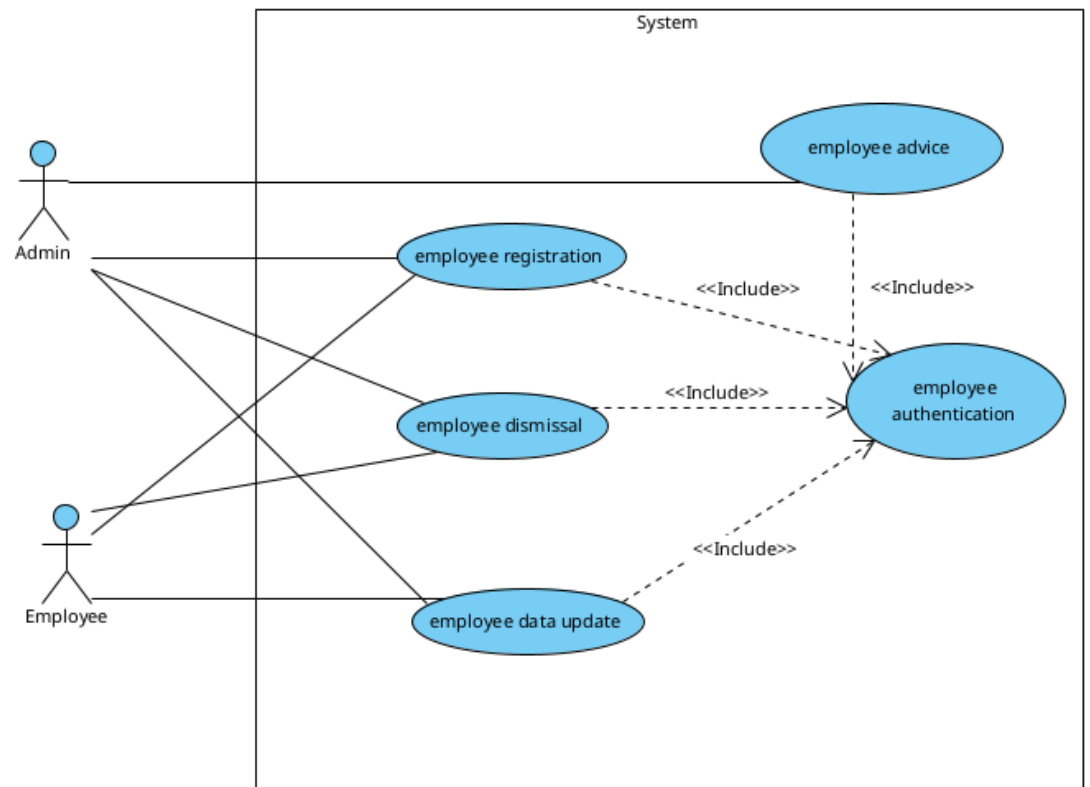 System
employee advice
Admin
employee registration
<<Include>>
<<Include>>
employee
authentication
<<Include>>
employee dismissal
<<Include>>
Employee
employee data update